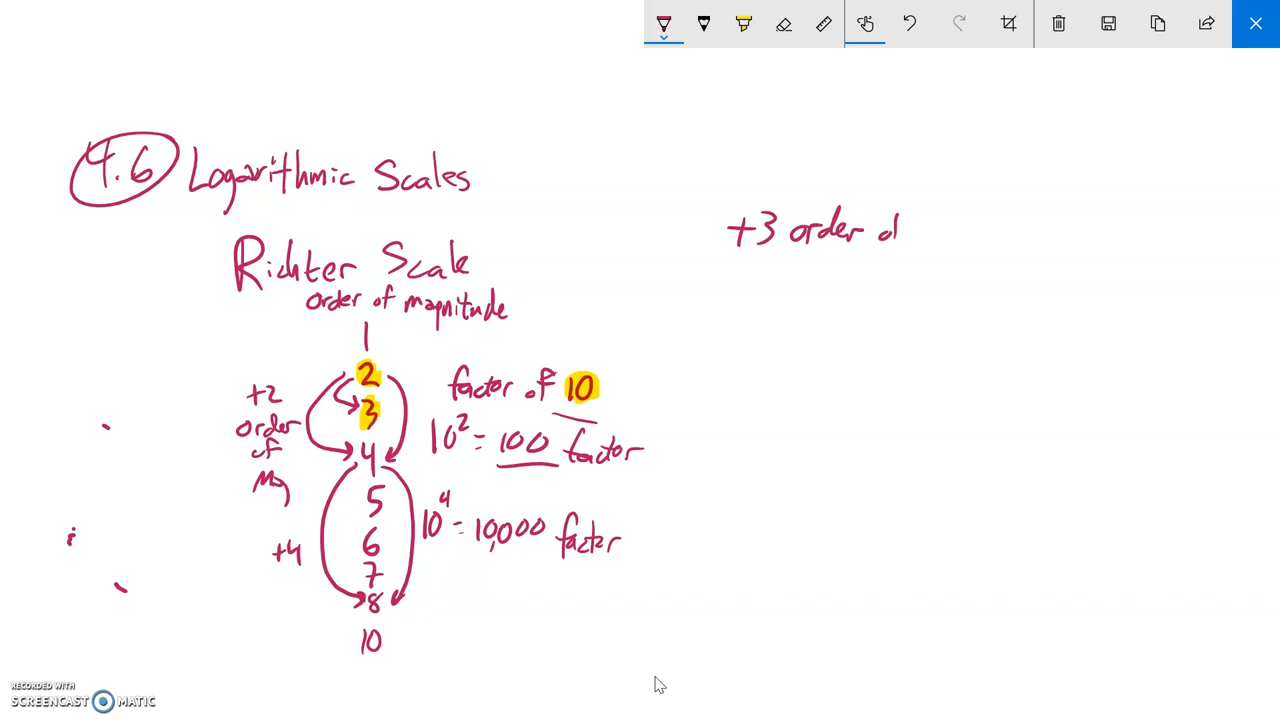 4.6 Logarithmic Scales
Richter Scale
order of magnitude
1
2
3
4
5
6
7
8
10
+2
order
of
Mag
+4
factor of 10
10² = 100 factor
10⁴ = 10,000 factor
+3 order o
RECORDED WITH
SCREENCAST MATIC